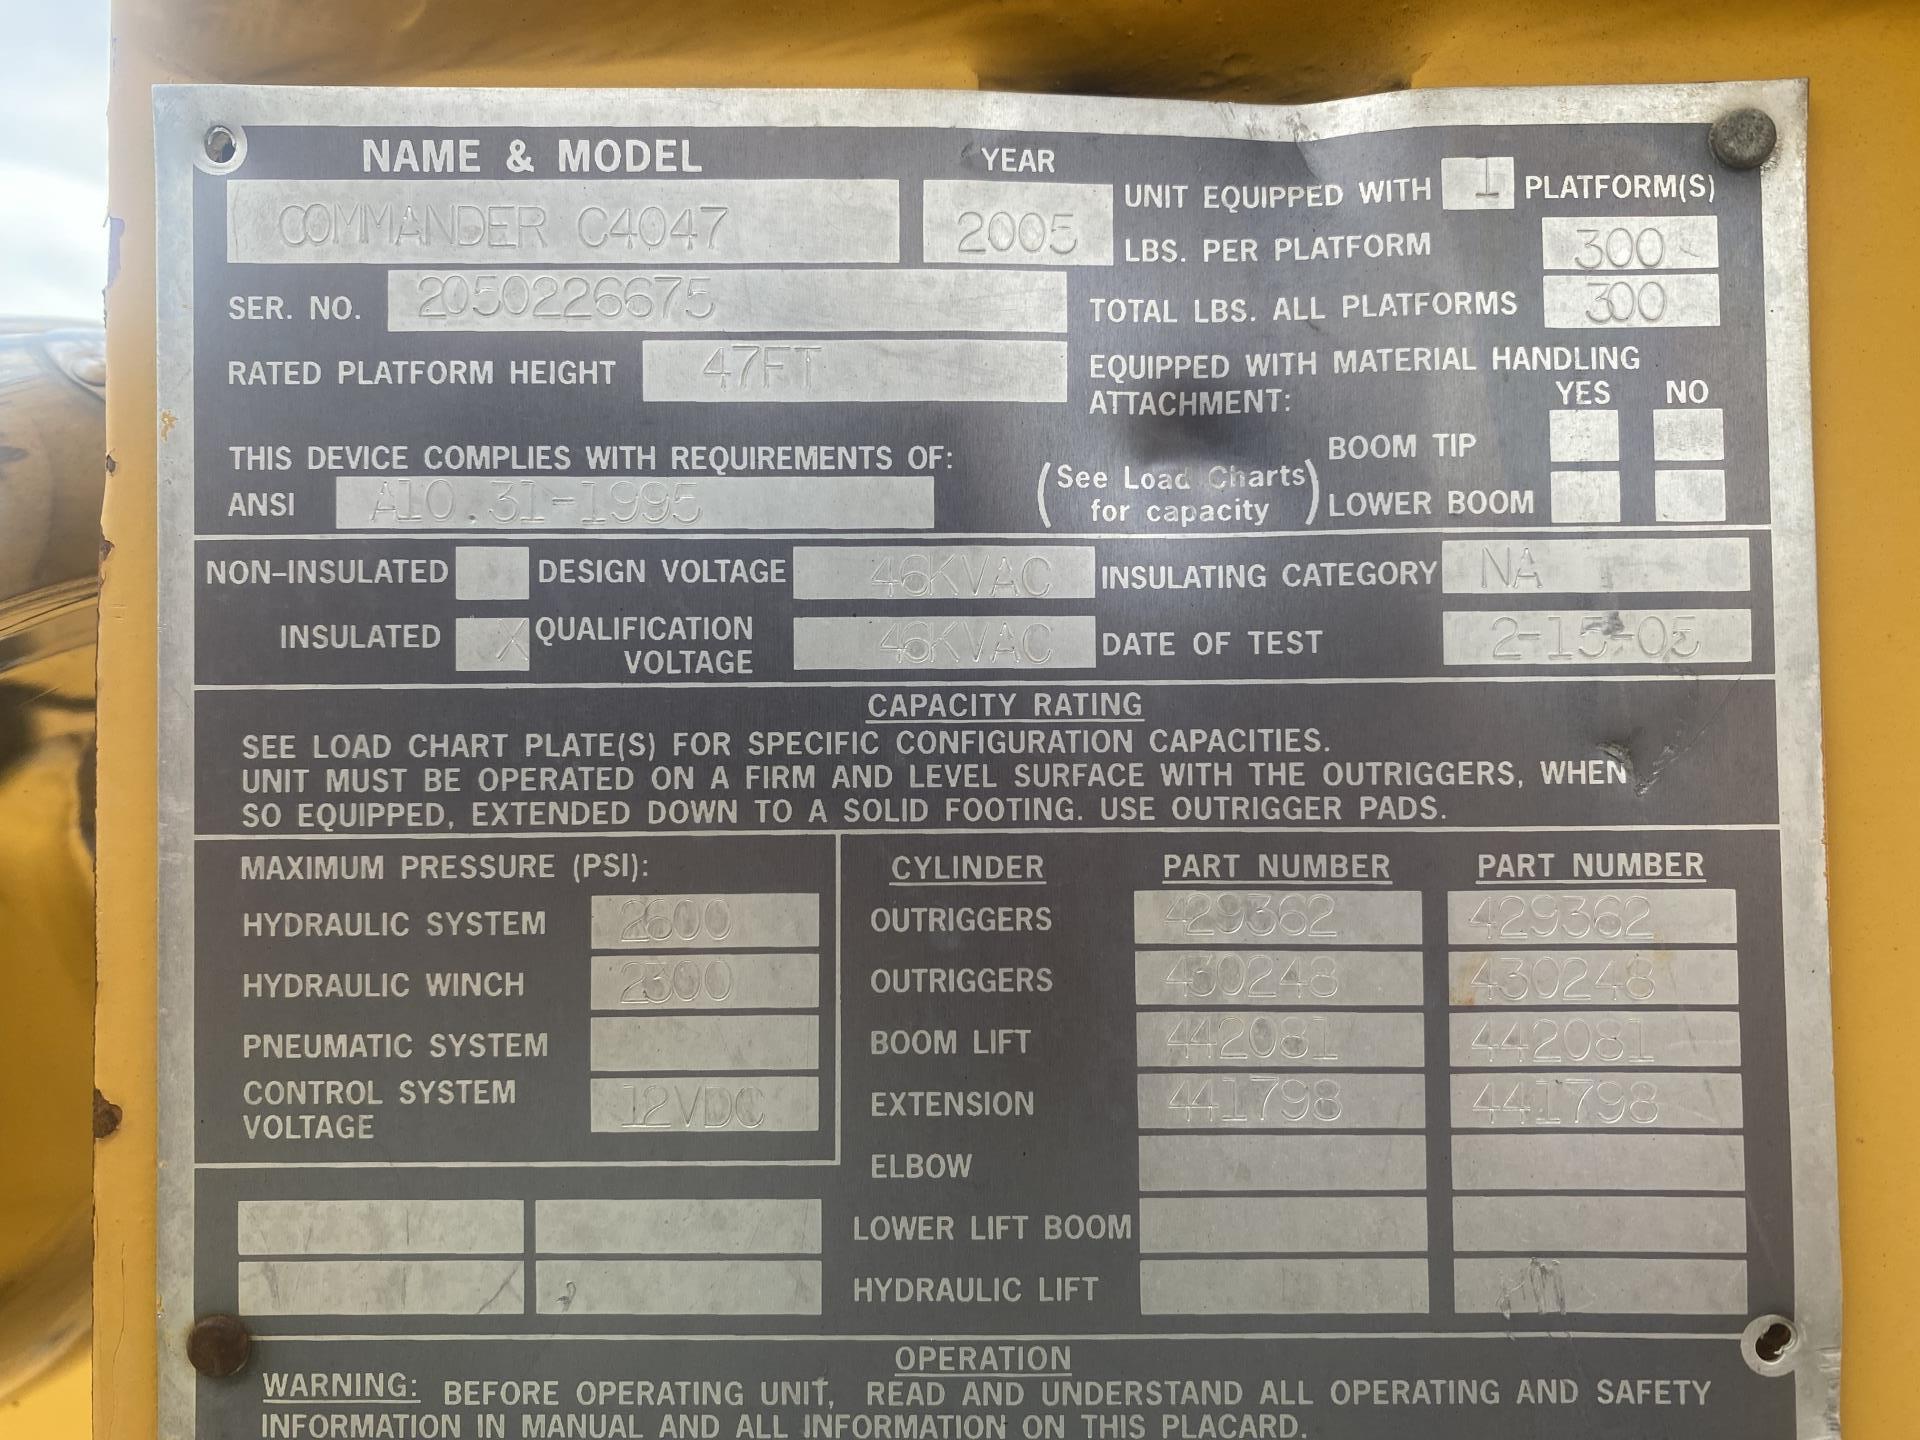 NAME & MODEL YEAR
COMMANDER C4047 2005
UNIT EQUIPPED WITH 1 PLATFORM(S)
LBS. PER PLATFORM 300
SER. NO. 2050226675
TOTAL LBS. ALL PLATFORMS 300
RATED PLATFORM HEIGHT 47FT
EQUIPPED WITH MATERIAL HANDLING
ATTACHMENT: YES NO
BOOM TIP
THIS DEVICE COMPLIES WITH REQUIREMENTS OF:
ANSI A10.31-1995
(See Load Charts
for capacity)
LOWER BOOM
NON-INSULATED DESIGN VOLTAGE 46KVAC INSULATING CATEGORY NA
INSULATED X QUALIFICATION
VOLTAGE 46KVAC DATE OF TEST 2-15-05
CAPACITY RATING
SEE LOAD CHART PLATE(S) FOR SPECIFIC CONFIGURATION CAPACITIES.
UNIT MUST BE OPERATED ON A FIRM AND LEVEL SURFACE WITH THE OUTRIGGERS, WHEN
SO EQUIPPED, EXTENDED DOWN TO A SOLID FOOTING. USE OUTRIGGER PADS.
MAXIMUM PRESSURE (PSI):
HYDRAULIC SYSTEM 2600
HYDRAULIC WINCH 2300
PNEUMATIC SYSTEM
CONTROL SYSTEM
VOLTAGE 12VDC
CYLINDER PART NUMBER PART NUMBER
OUTRIGGERS 429362 429362
OUTRIGGERS 430248 430248
BOOM LIFT 442081 442081
EXTENSION 441798 441798
ELBOW
LOWER LIFT BOOM
HYDRAULIC LIFT
OPERATION
WARNING: BEFORE OPERATING UNIT, READ AND UNDERSTAND ALL OPERATING AND SAFETY
INFORMATION IN MANUAL AND ALL INFORMATION ON THIS PLACARD.